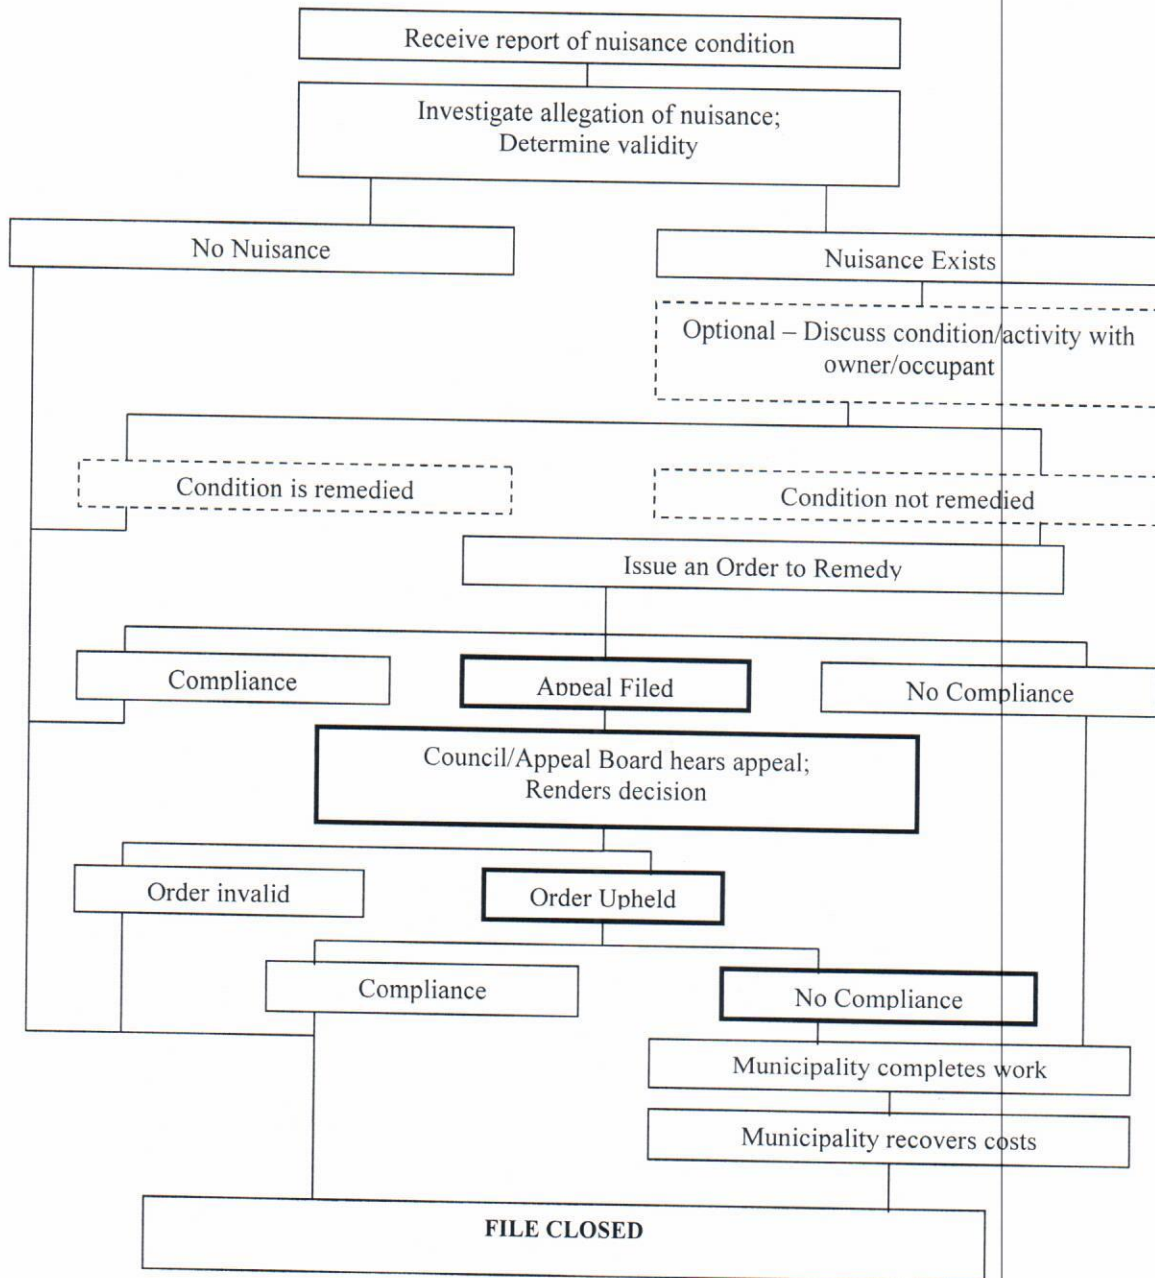 Receive report of nuisance condition
Investigate allegation of nuisance;
Determine validity
No Nuisance
Nuisance Exists
Optional – Discuss condition/activity with
owner/occupant
Condition is remedied
Condition not remedied
Issue an Order to Remedy
Compliance
Appeal Filed
No Compliance
Council/Appeal Board hears appeal;
Renders decision
Order invalid
Order Upheld
Compliance
No Compliance
Municipality completes work
Municipality recovers costs
FILE CLOSED